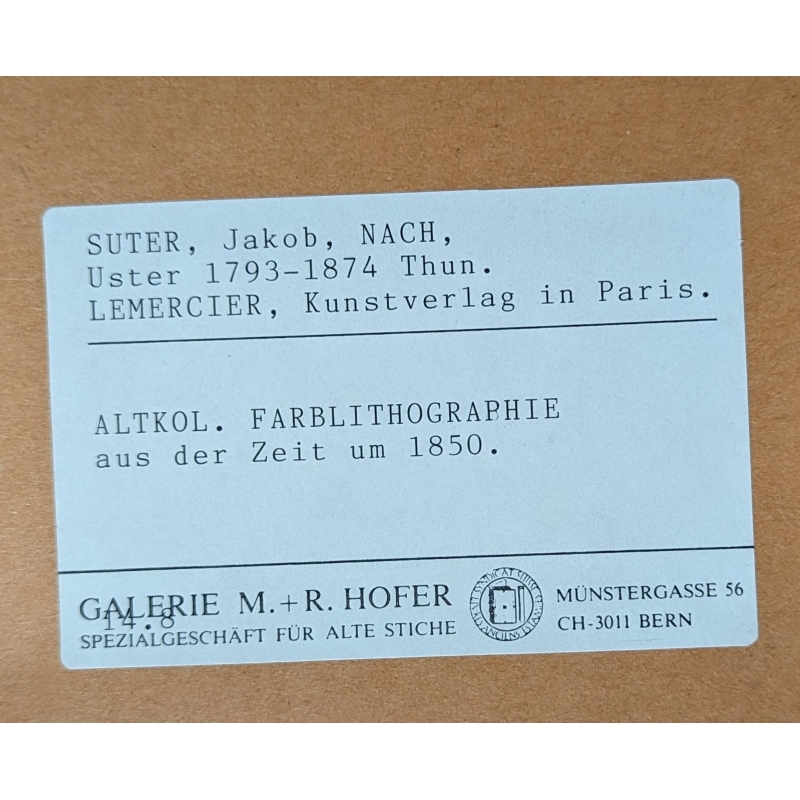 SUTER, Jakob, NACH,
Uster 1793-1874 Thun.
LEMERCIER, Kunstverlag in Paris.
ALTKOL. FARBLITHOGRAPHIE
aus der Zeit um 1850.
GALERIE M.+R. HOFER
14.8
SPEZIALGESCHÄFT FÜR ALTE STICHE
MÜNSTERGASSE 56
CH-3011 BERN